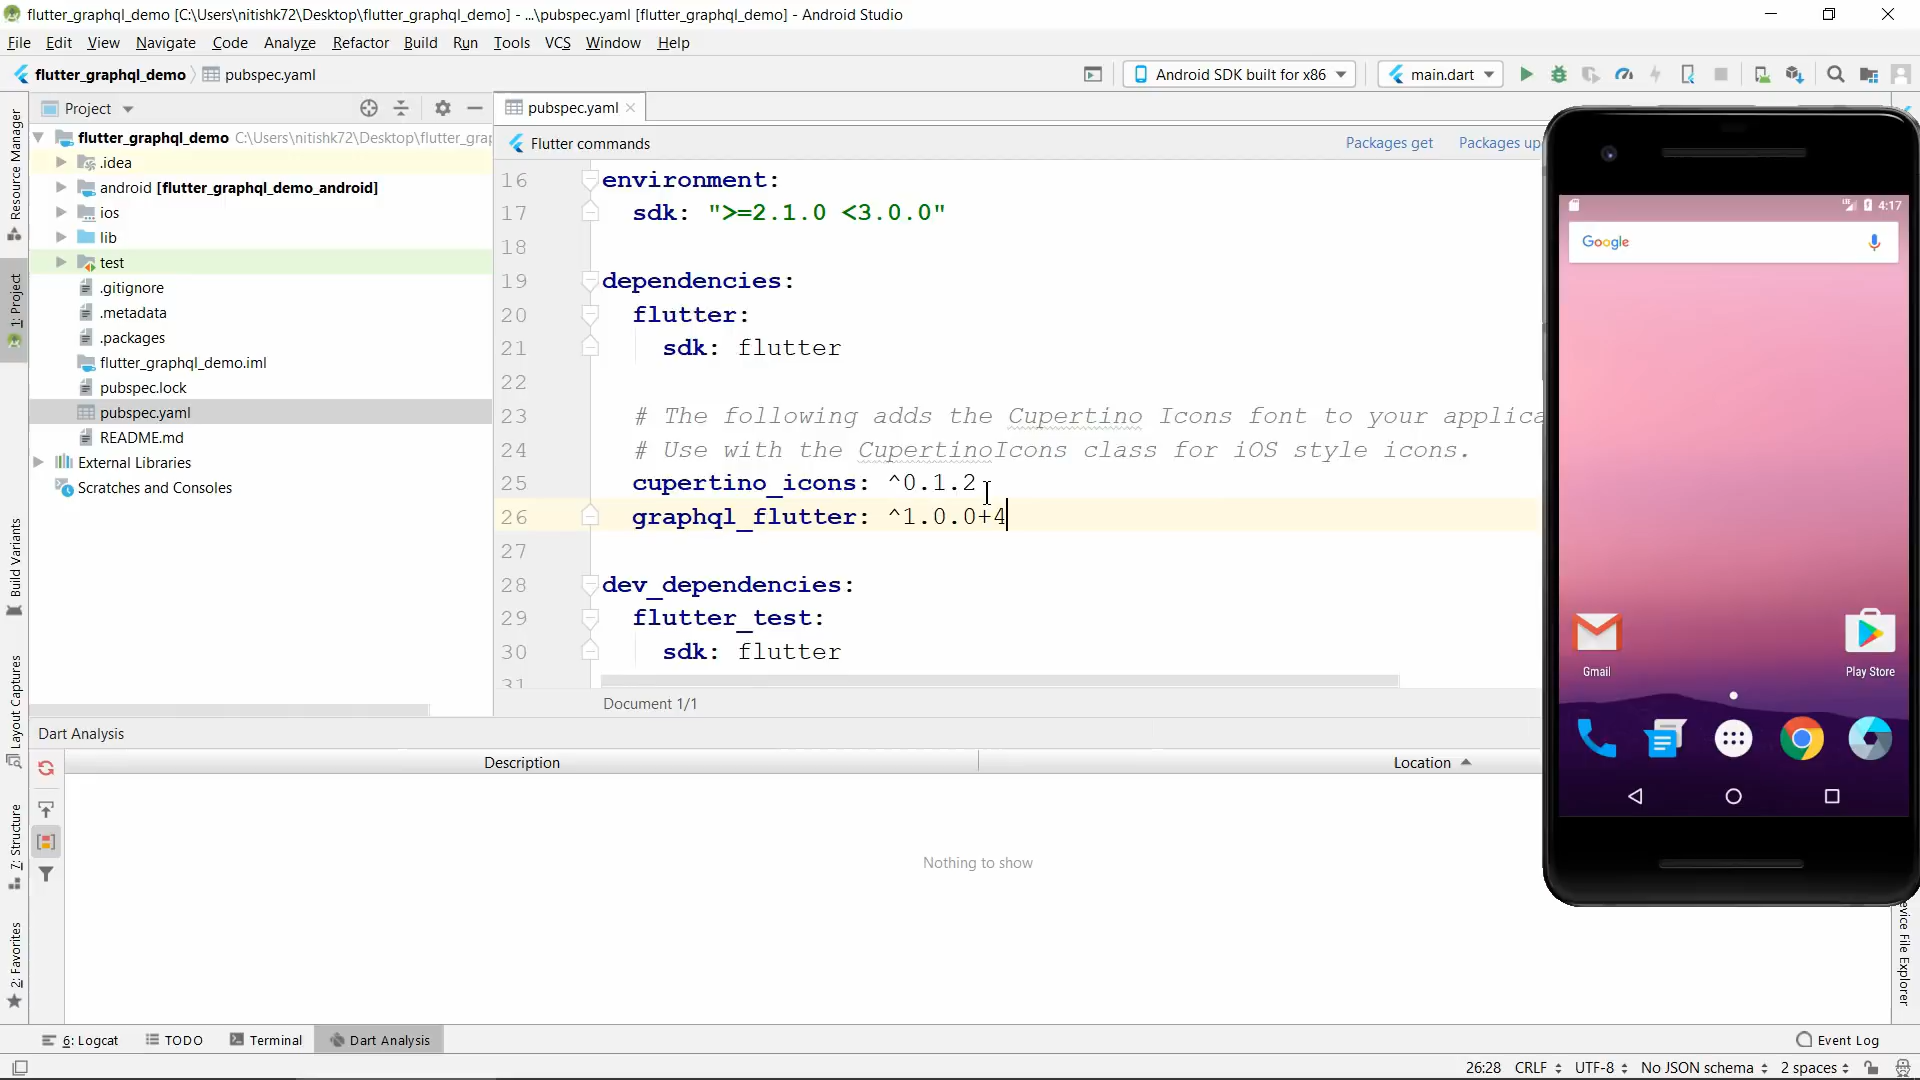 flutter_graphql_demo [C:\Users\nitishk72\Desktop\flutter_graphql_demo] - ...\pubspec.yaml [flutter_graphql_demo] - Android Studio
File Edit View Navigate Code Analyze Refactor Build Run Tools VCS Window Help
flutter_graphql_demo pubspec.yaml
Android SDK built for x86
main.dart
Project
flutter_graphql_demo C:\Users\nitishk72\Desktop\flutter_grap
.idea
android [flutter_graphql_demo_android]
ios
lib
test
.gitignore
.metadata
.packages
flutter_graphql_demo.iml
pubspec.lock
pubspec.yaml
README.md
External Libraries
Scratches and Consoles
Resource Manager
1: Project
Build Variants
Layout Captures
7: Structure
2: Favorites
pubspec.yaml
Flutter commands
Packages get
Packages up
16 environment:
17 sdk: ">=2.1.0 <3.0.0"
18
19 dependencies:
20 flutter:
21 sdk: flutter
22
23 # The following adds the Cupertino Icons font to your applica
24 # Use with the CupertinoIcons class for iOS style icons.
25 cupertino_icons: ^0.1.2
26 graphql_flutter: ^1.0.0+4
27
28 dev_dependencies:
29 flutter_test:
30 sdk: flutter
31
Document 1/1
4:17
Google
Gmail
Play Store
Dart Analysis
Description
Location
Nothing to show
evice File Explorer
6: Logcat
TODO
Terminal
Dart Analysis
Event Log
26:28 CRLF UTF-8 No JSON schema 2 spaces